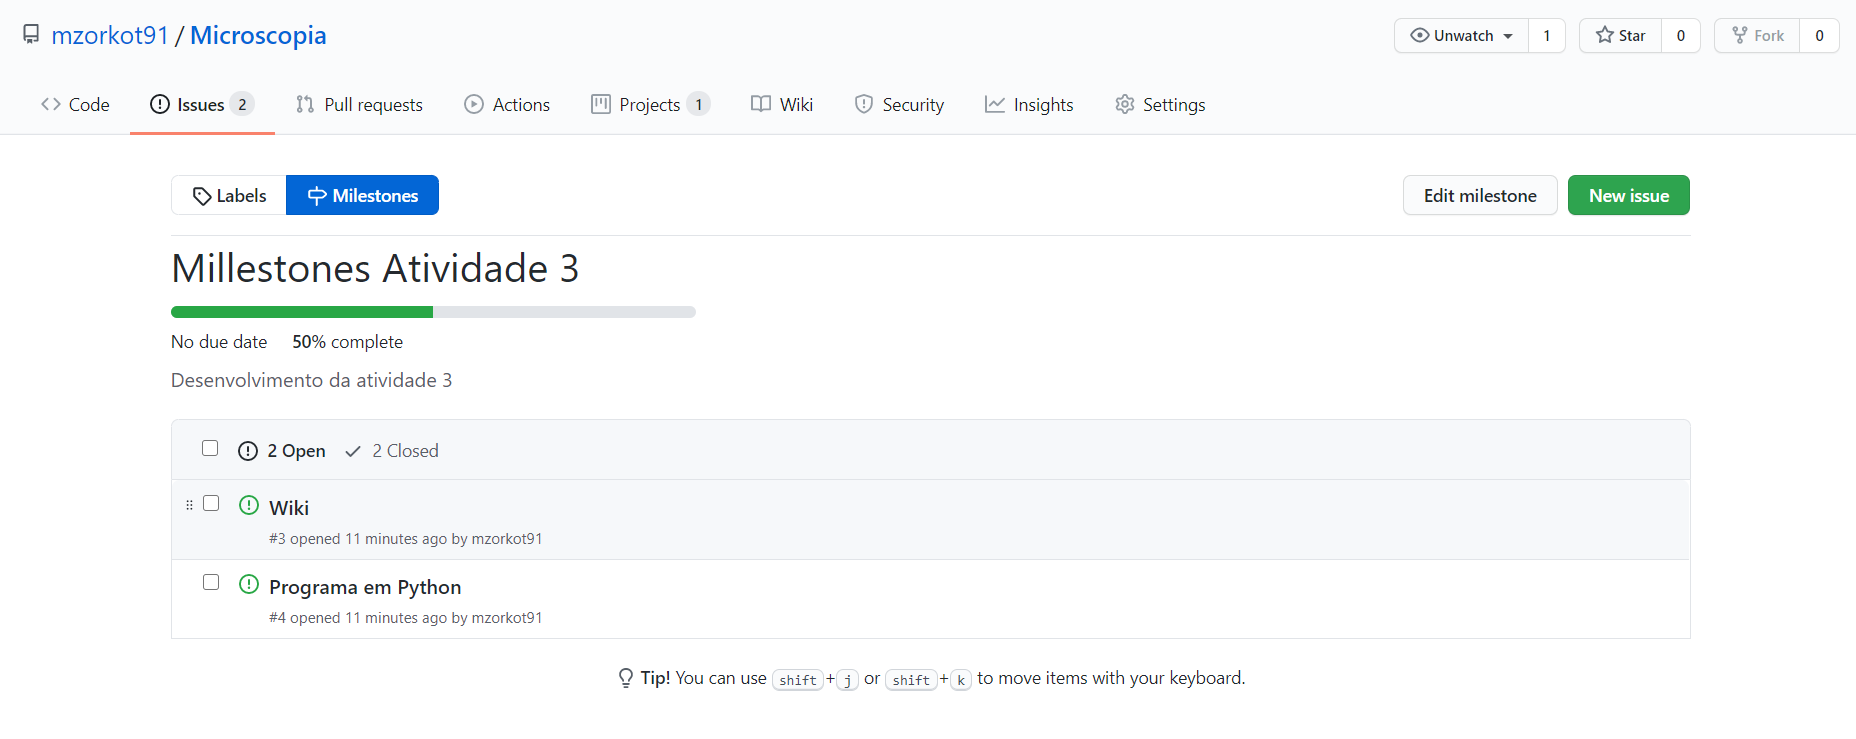 mzorkot91 / Microscopia
Unwatch 1 Star 0 Fork 0
Code Issues 2 Pull requests Actions Projects 1 Wiki Security Insights Settings
Labels Milestones Edit milestone New issue
Millestones Atividade 3
No due date 50% complete
Desenvolvimento da atividade 3
2 Open 2 Closed
Wiki
#3 opened 11 minutes ago by mzorkot91
Programa em Python
#4 opened 11 minutes ago by mzorkot91
Tip! You can use shift+j or shift+k to move items with your keyboard.